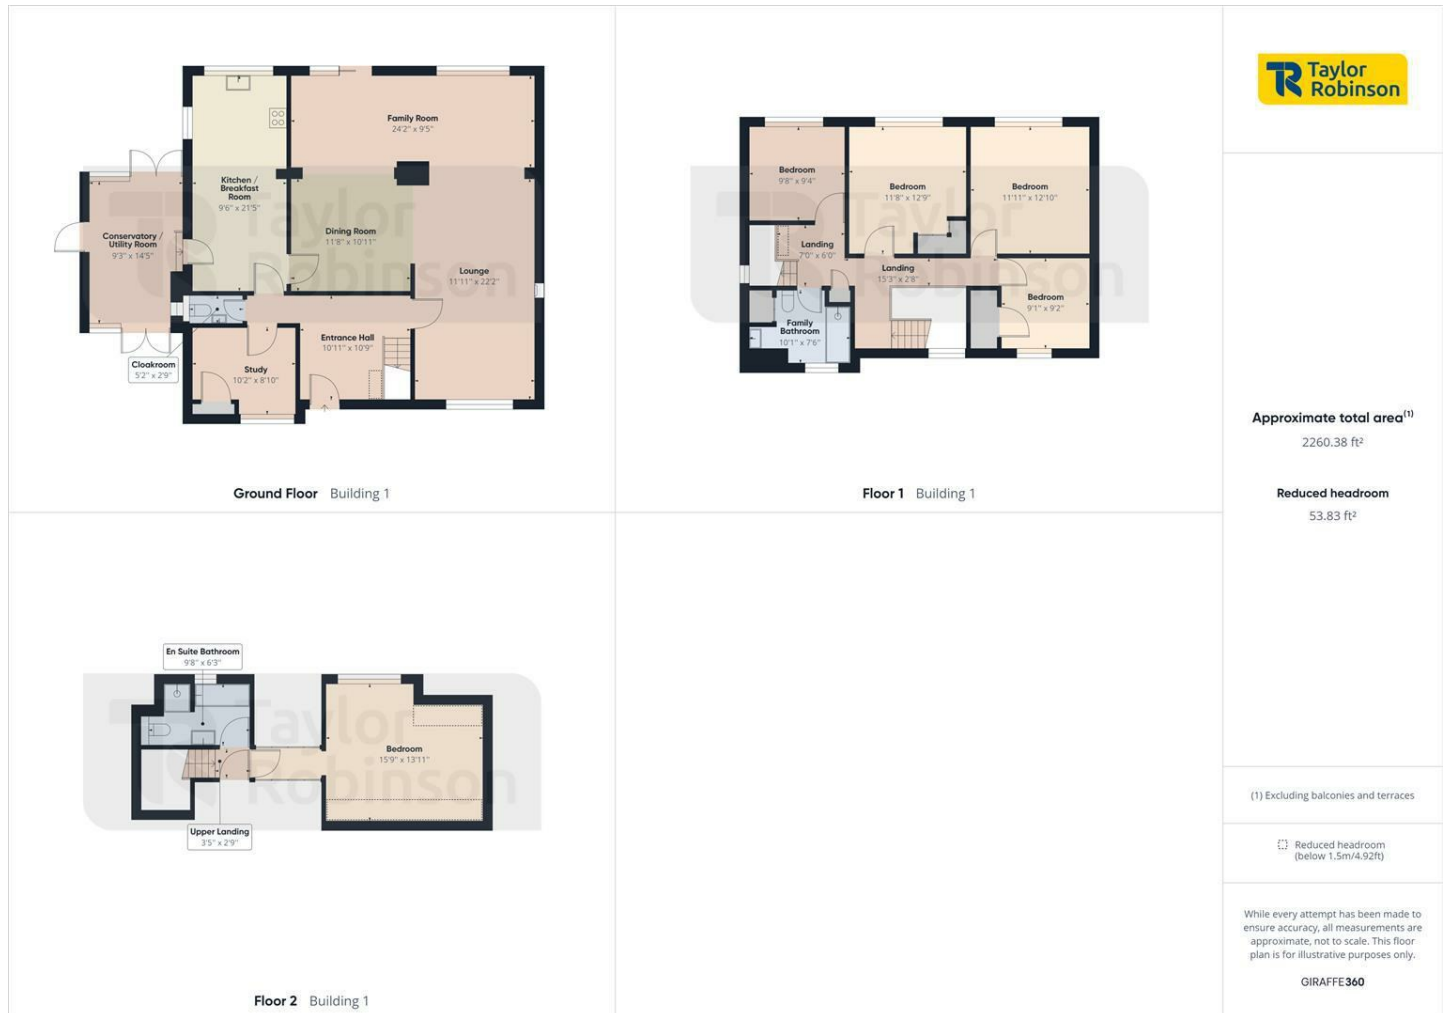 Family Room
24'2" x 9'5"
Kitchen /
Breakfast
Room
9'6" x 21'5"
Conservatory /
Utility Room
9'3" x 14'5"
Dining Room
11'8" x 10'11"
Lounge
11'11" x 22'2"
Entrance Hall
10'11" x 10'9"
Cloakroom
5'2" x 2'9"
Study
10'2" x 8'10"
Taylor
Robinson
Ground Floor Building 1
Bedroom
9'8" x 9'4"
Bedroom
11'8" x 12'9"
Bedroom
11'11" x 12'10"
Landing
7'0" x 6'0"
Landing
15'3" x 2'8"
Bedroom
9'1" x 9'2"
Family
Bathroom
10'1" x 7'6"
Taylor
Robinson
Floor 1 Building 1
En Suite Bathroom
9'8" x 6'3"
Bedroom
15'9" x 13'11"
Upper Landing
3'5" x 2'9"
Taylor
Robinson
Floor 2 Building 1
Taylor
Robinson
Approximate total area(1)
2260.38 ft²
Reduced headroom
53.83 ft²
(1) Excluding balconies and terraces
Reduced headroom
(below 1.5m/4.92ft)
While every attempt has been made to
ensure accuracy, all measurements are
approximate, not to scale. This floor
plan is for illustrative purposes only.
GIRAFFE360